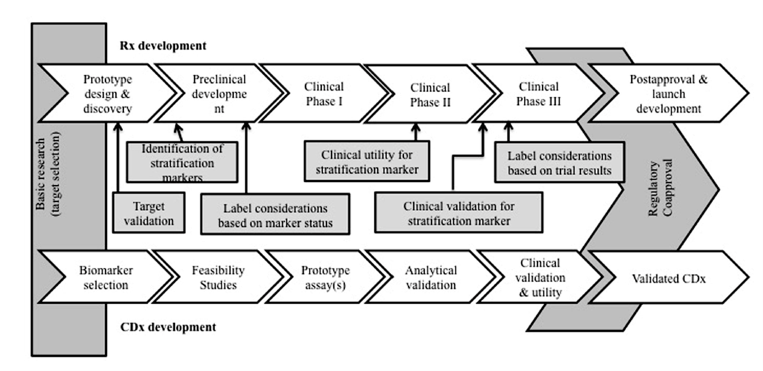 Rx development
Basic research
(target selection)
Prototype
design &
discovery
Preclinical
developme
nt
Clinical
Phase I
Clinical
Phase II
Clinical
Phase III
Postapproval &
launch
development
Identification of
stratification
markers
Target
validation
Label considerations
based on marker status
Clinical utility for
stratification marker
Clinical validation for
stratification marker
Label considerations
based on trial results
Regulatory
Coapproval
Biomarker
selection
Feasibility
Studies
Prototype
assay(s)
Analytical
validation
Clinical
validation
& utility
Validated CDx
CDx development